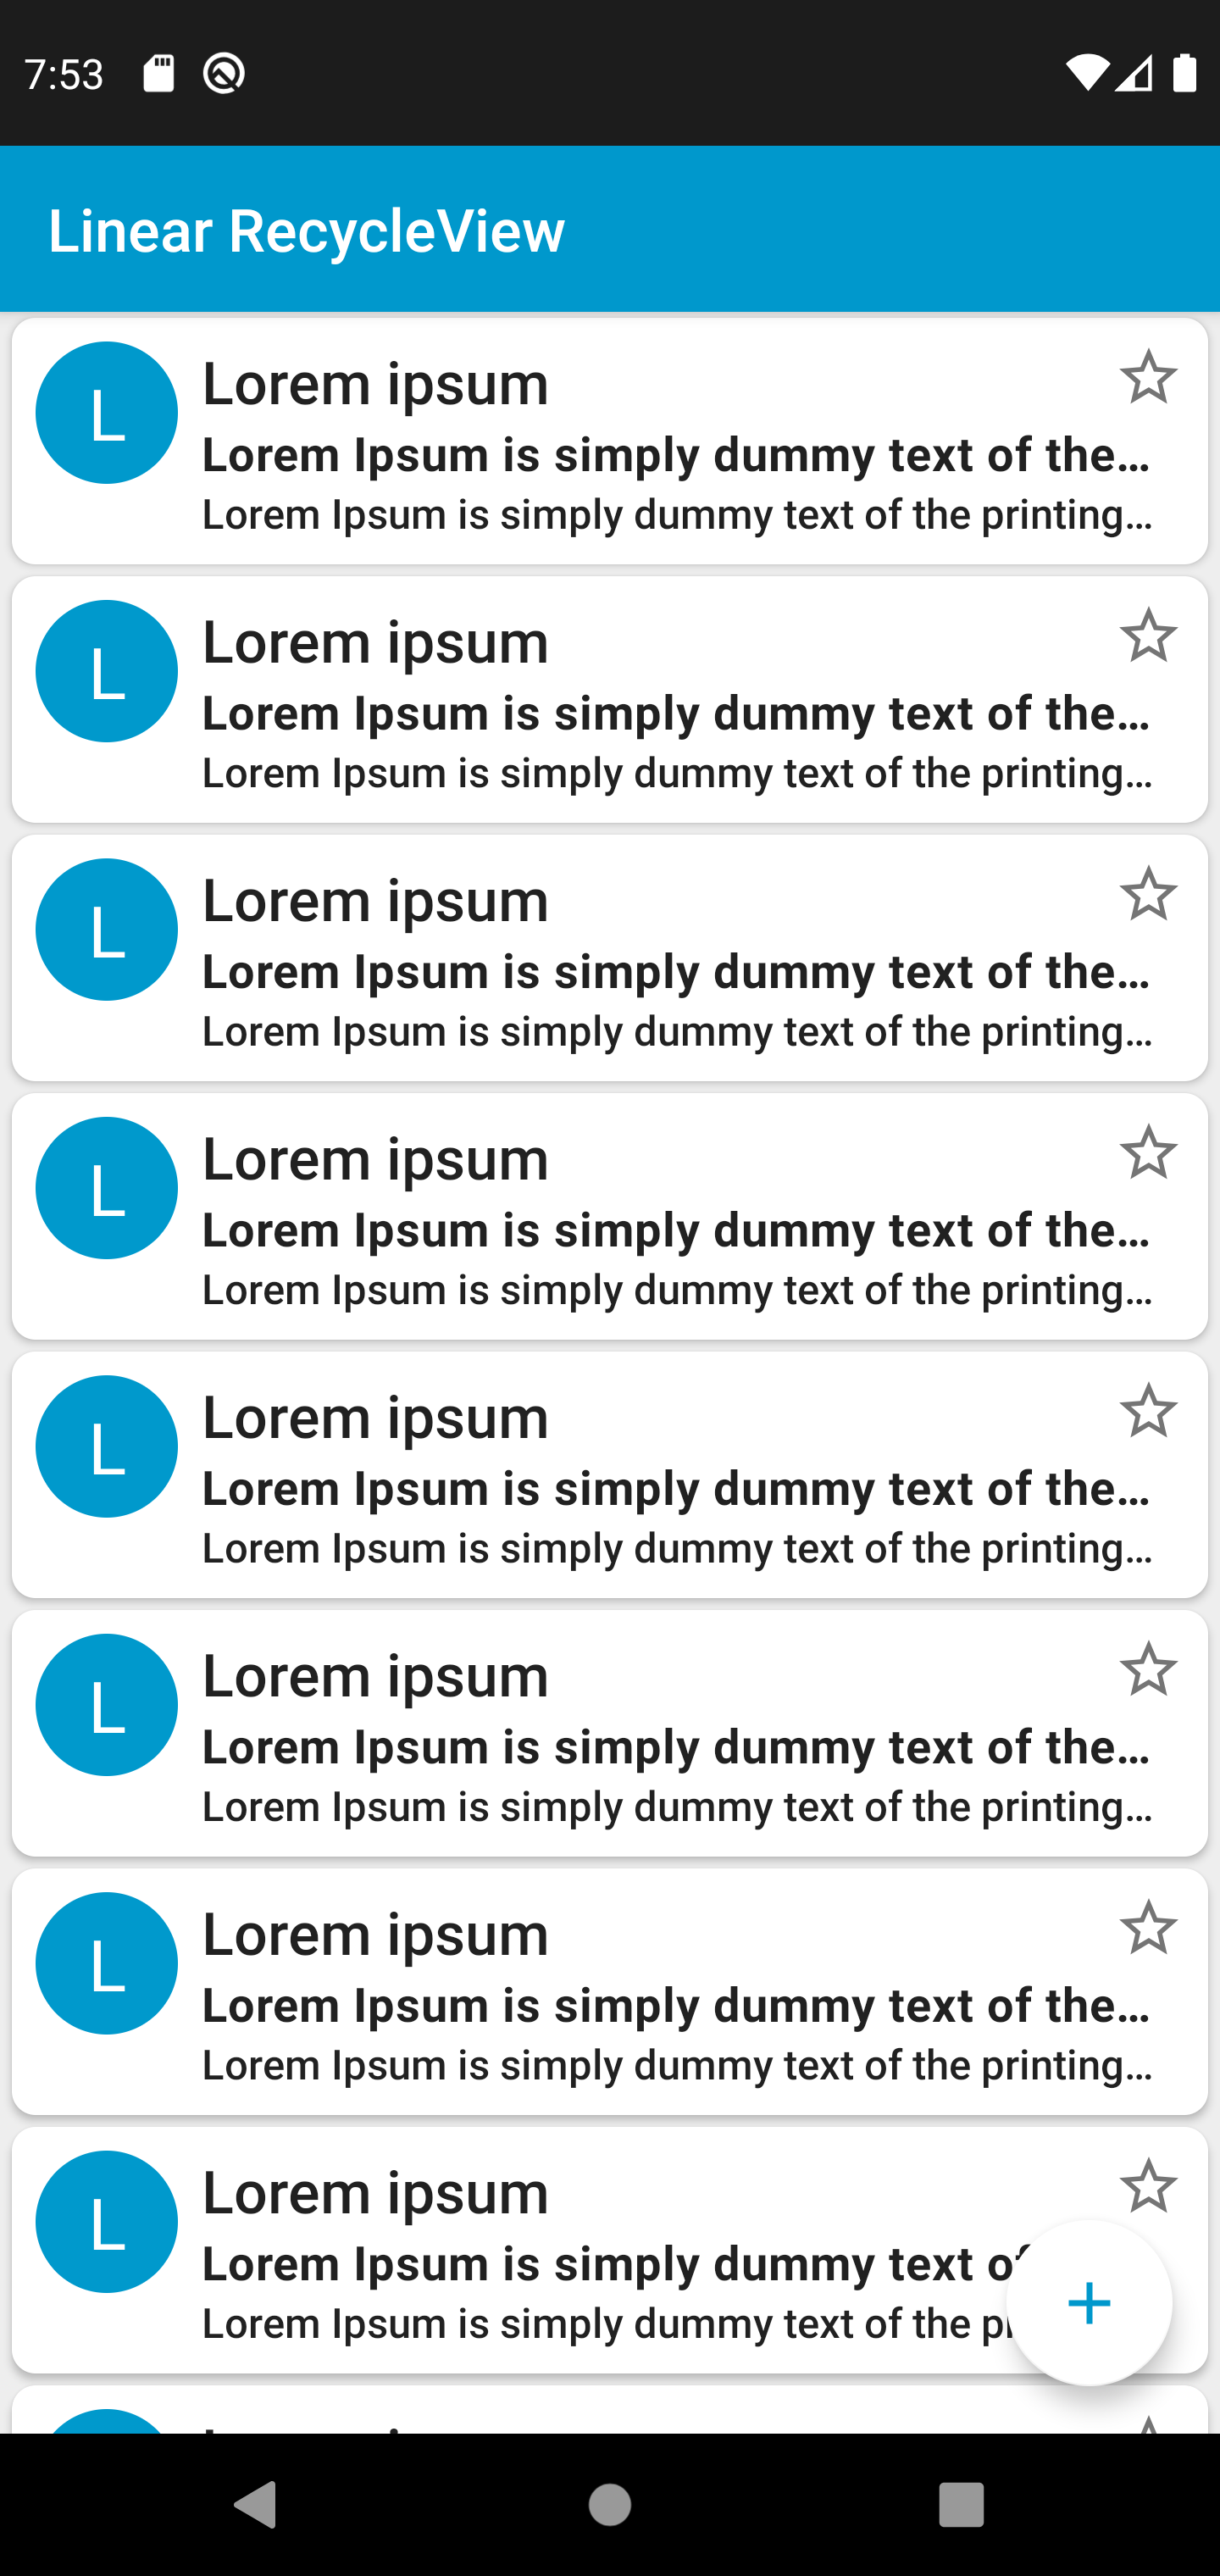 7:53
Linear RecycleView
L
Lorem ipsum
Lorem Ipsum is simply dummy text of the...
Lorem Ipsum is simply dummy text of the printing...
L
Lorem ipsum
Lorem Ipsum is simply dummy text of the...
Lorem Ipsum is simply dummy text of the printing...
L
Lorem ipsum
Lorem Ipsum is simply dummy text of the...
Lorem Ipsum is simply dummy text of the printing...
L
Lorem ipsum
Lorem Ipsum is simply dummy text of the...
Lorem Ipsum is simply dummy text of the printing...
L
Lorem ipsum
Lorem Ipsum is simply dummy text of the...
Lorem Ipsum is simply dummy text of the printing...
L
Lorem ipsum
Lorem Ipsum is simply dummy text of the...
Lorem Ipsum is simply dummy text of the printing...
L
Lorem ipsum
Lorem Ipsum is simply dummy text of the...
Lorem Ipsum is simply dummy text of the printing...
L
Lorem ipsum
Lorem Ipsum is simply dummy text of
Lorem Ipsum is simply dummy text of the